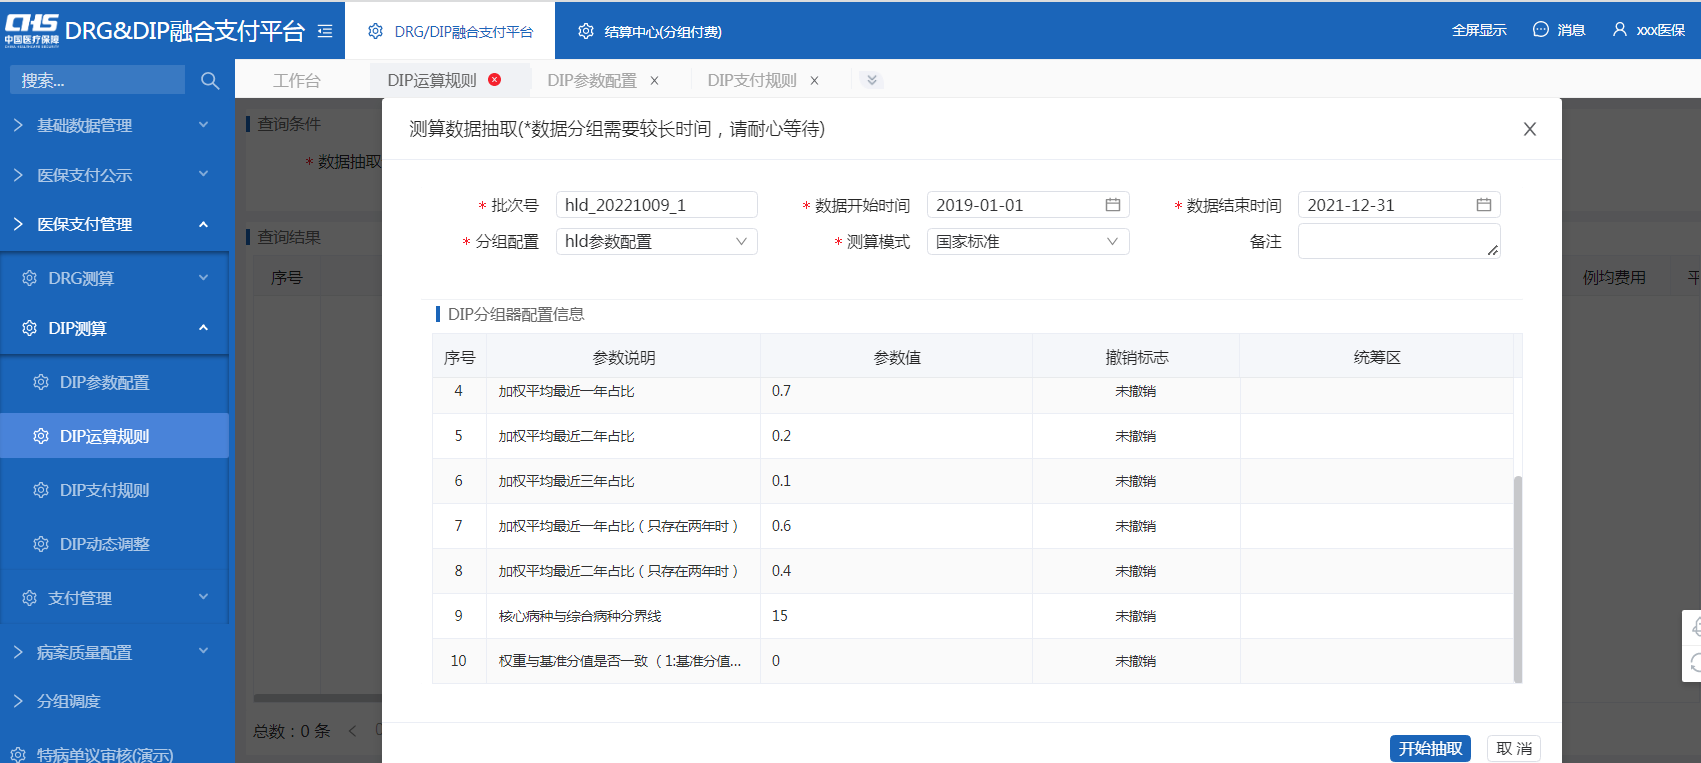 CHS
中国医疗保障
DRG&DIP融合支付平台
DRG/DIP融合支付平台
结算中心(分组付费)
全屏显示
消息
xxx医保
搜索...
工作台
DIP运算规则
DIP参数配置
DIP支付规则
基础数据管理
医保支付公示
医保支付管理
DRG测算
DIP测算
DIP参数配置
DIP运算规则
DIP支付规则
DIP动态调整
支付管理
病案质量配置
分组调度
特病单议审核(演示)
查询条件
* 数据抽取
查询结果
序号
例均费用
平
总数：0 条 <
测算数据抽取(*数据分组需要较长时间，请耐心等待)
* 批次号 hld_20221009_1 * 数据开始时间 2019-01-01 * 数据结束时间 2021-12-31
* 分组配置 hld参数配置 * 测算模式 国家标准 备注
DIP分组器配置信息
序号 参数说明 参数值 撤销标志 统筹区
4 加权平均最近一年占比 0.7 未撤销
5 加权平均最近二年占比 0.2 未撤销
6 加权平均最近三年占比 0.1 未撤销
7 加权平均最近一年占比（只存在两年时） 0.6 未撤销
8 加权平均最近二年占比（只存在两年时） 0.4 未撤销
9 核心病种与综合病种分界线 15 未撤销
10 权重与基准分值是否一致（1:基准分值... 0 未撤销
开始抽取
取 消